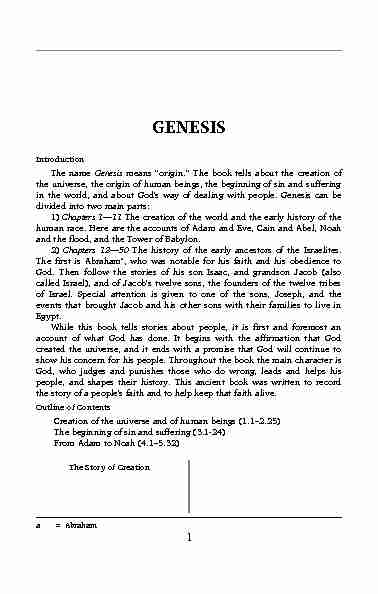 GENESIS
Introduction
The name Genesis means "origin." The book tells about the creation of
the universe, the origin of human beings, the beginning of sin and suffering
in the world, and about God's way of dealing with people. Genesis can be
divided into two main parts:
1) Chapters 1—11 The creation of the world and the early history of the
human race. Here are the accounts of Adam and Eve, Cain and Abel, Noah
and the flood, and the Tower of Babylon.
2) Chapters 12—50 The history of the early ancestors of the Israelites.
The first is Abrahamᵃ, who was notable for his faith and his obedience to
God. Then follow the stories of his son Isaac, and grandson Jacob (also
called Israel), and of Jacob's twelve sons, the founders of the twelve tribes
of Israel. Special attention is given to one of the sons, Joseph, and the
events that brought Jacob and his other sons with their families to live in
Egypt.
While this book tells stories about people, it is first and foremost an
account of what God has done. It begins with the affirmation that God
created the universe, and it ends with a promise that God will continue to
show his concern for his people. Throughout the book the main character is
God, who judges and punishes those who do wrong, leads and helps his
people, and shapes their history. This ancient book was written to record
the story of a people's faith and to help keep that faith alive.
Outline of Contents
Creation of the universe and of human beings (1.1–2.25)
The beginning of sin and suffering (3.1-24)
From Adam to Noah (4.1–5.32)
The Story of Creation
a = Abraham
1